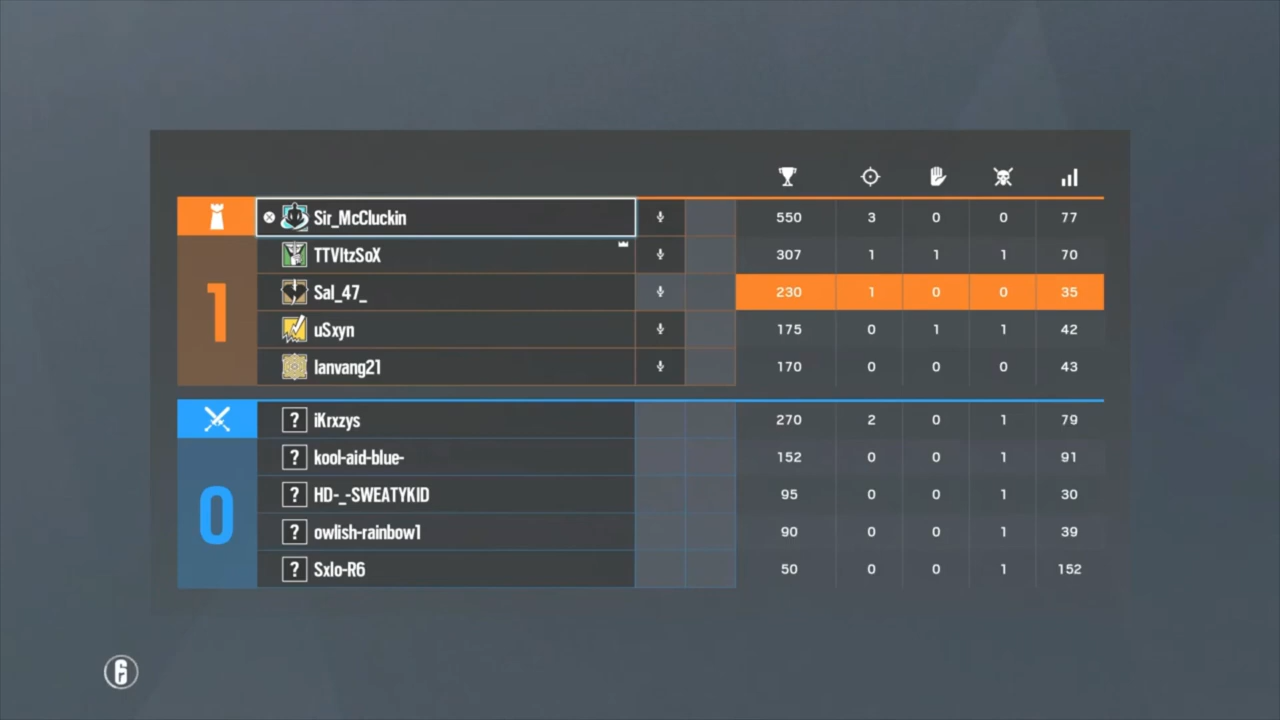 Sir_McCluckin 550 3 0 0 77
TTVItzSoX 307 1 1 1 70
1
Sal_47_ 230 1 0 0 35
uSxyn 175 0 1 1 42
Ianvang21 170 0 0 0 43
? iKrxzys 270 2 0 1 79
? kool-aid-blue- 152 0 0 1 91
0
? HD-_-SWEATYKID 95 0 0 1 30
? owlish-rainbow1 90 0 0 1 39
? Sxlo-R6 50 0 0 1 152
6